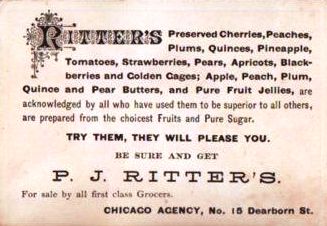 RITTER'S Preserved Cherries, Peaches,
Plums, Quinces, Pineapple,
Tomatoes, Strawberries, Pears, Apricots, Black-
berries and Golden Gages; Apple, Peach, Plum,
Quince and Pear Butters, and Pure Fruit Jellies, are
acknowledged by all who have used them to be superior to all others,
are prepared from the choicest Fruits and Pure Sugar.
TRY THEM, THEY WILL PLEASE YOU.
BE SURE AND GET
P. J. RITTER'S.
For sale by all first class Grocers.
CHICAGO AGENCY, No. 15 Dearborn St.